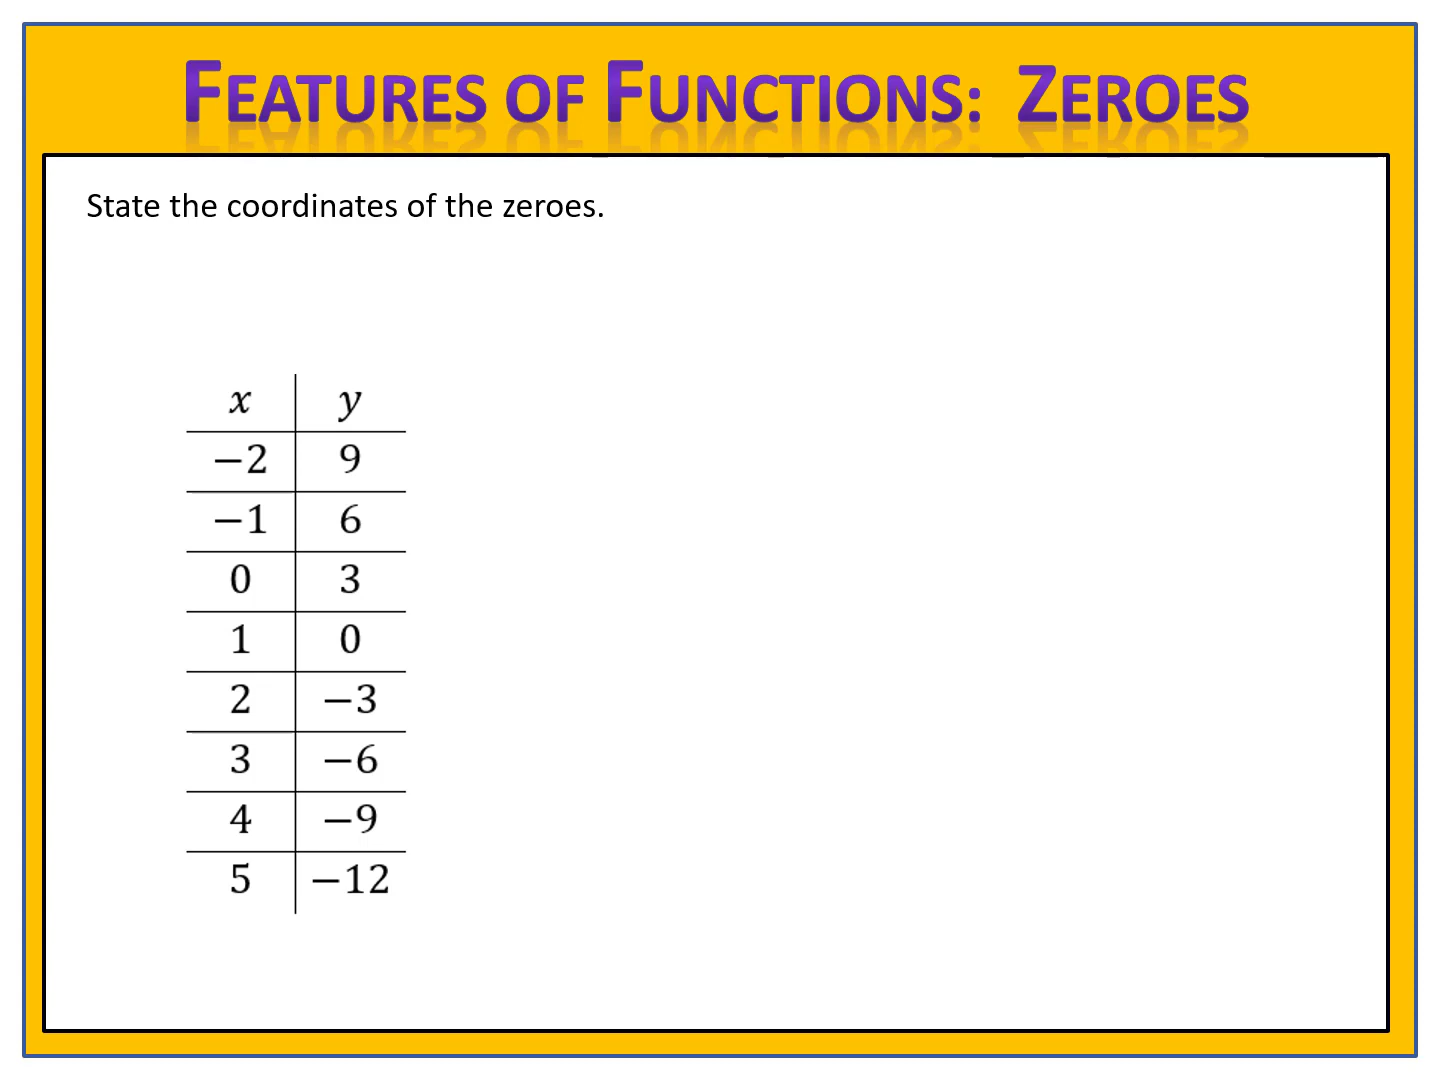 FEATURES OF FUNCTIONS: ZEROES
State the coordinates of the zeroes.
x y
−2 9
−1 6
0 3
1 0
2 −3
3 −6
4 −9
5 −12